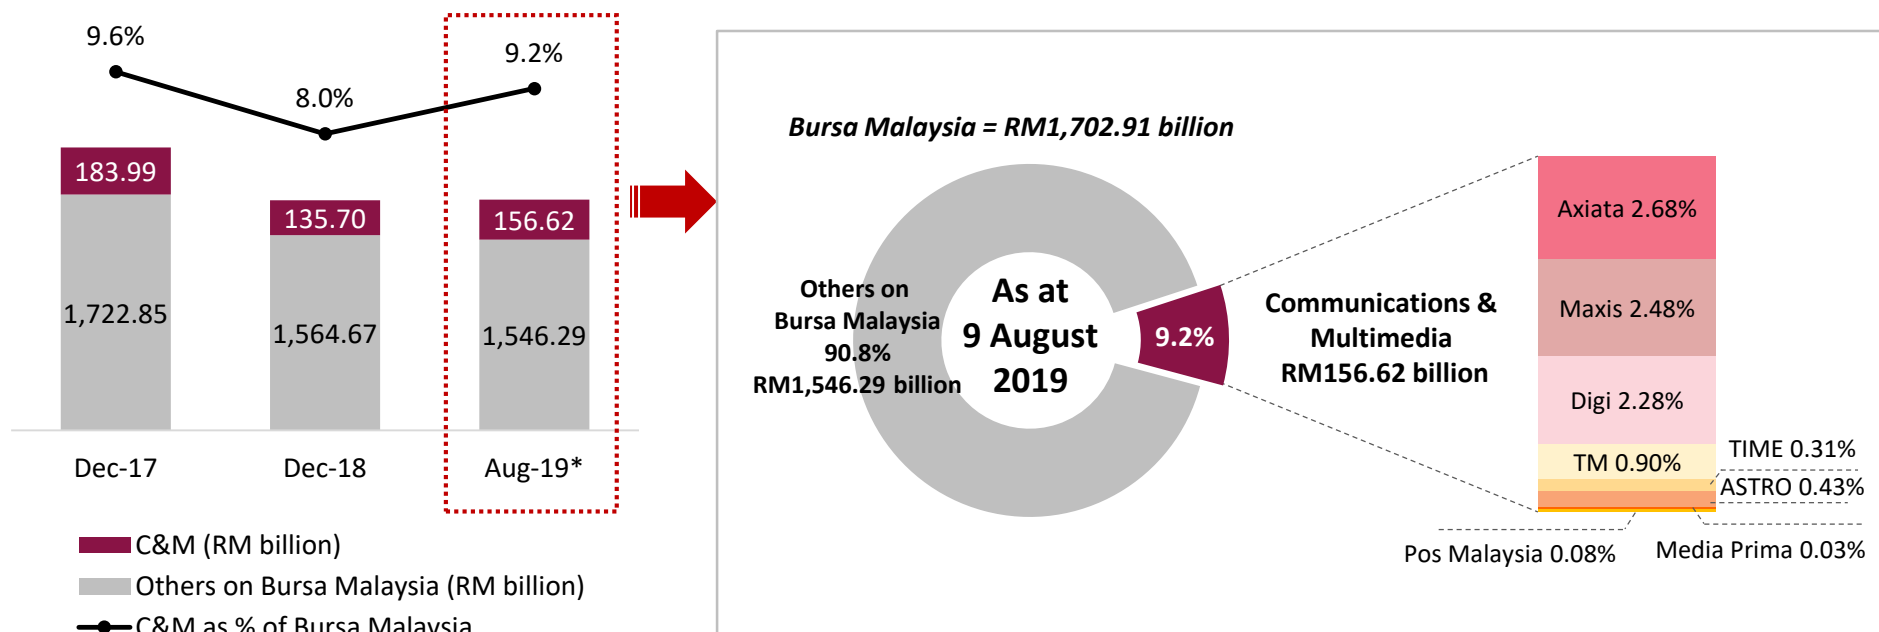 9.6%
8.0%
9.2%
183.99
135.70
156.62
1,722.85
1,564.67
1,546.29
Dec-17
Dec-18
Aug-19*
C&M (RM billion)
Others on Bursa Malaysia (RM billion)
C&M as % of Bursa Malaysia
Bursa Malaysia = RM1,702.91 billion
Others on
Bursa Malaysia
90.8%
RM1,546.29 billion
As at
9 August
2019
9.2%
Communications &
Multimedia
RM156.62 billion
Axiata 2.68%
Maxis 2.48%
Digi 2.28%
TM 0.90%
TIME 0.31%
ASTRO 0.43%
Pos Malaysia 0.08%
Media Prima 0.03%